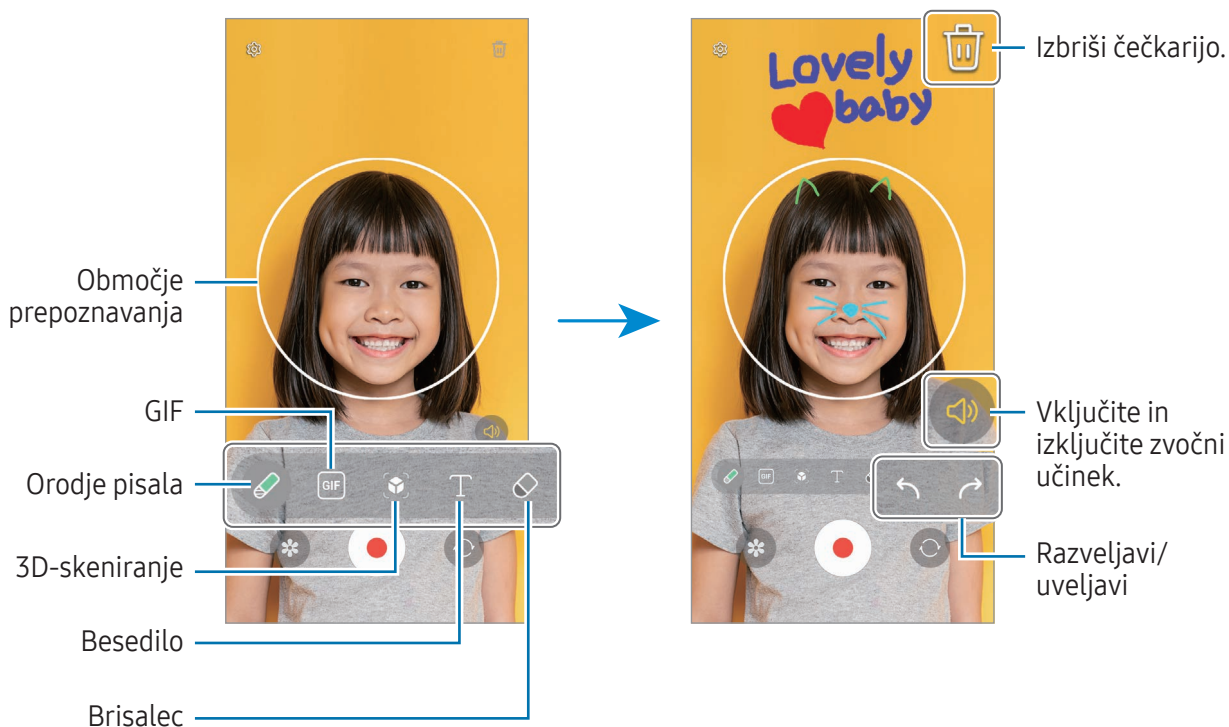 Lovely
baby
Izbriši čečkarijo.
Območje
prepoznavanja
GIF
GIF
GIF
Orodje pisala
3D-skeniranje
Besedilo
Brisalec
Vključite in
izključite zvočni
učinek.
Razveljavi/
uveljavi